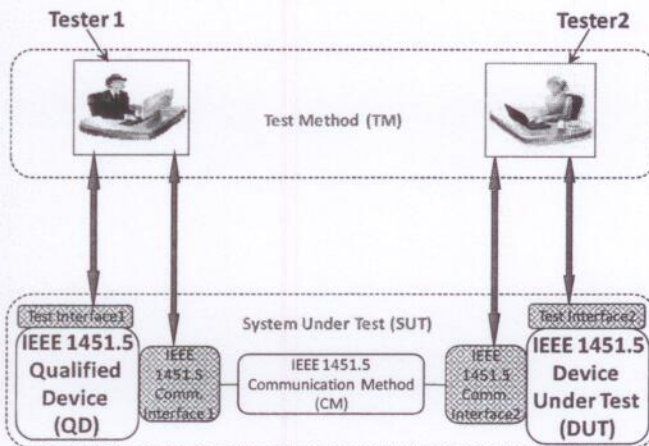 Tester 1
Tester2
Test Method (TM)
Test Interface1
System Under Test (SUT)
Test Interface2
IEEE 1451.5
Qualified
Device
(QD)
IEEE
1451.5
Comm.
Interface 1
IEEE 1451.5
Communication Method
(CM)
IEEE
1451.5
Comm.
Interface2
IEEE 1451.5
Device
Under Test
(DUT)